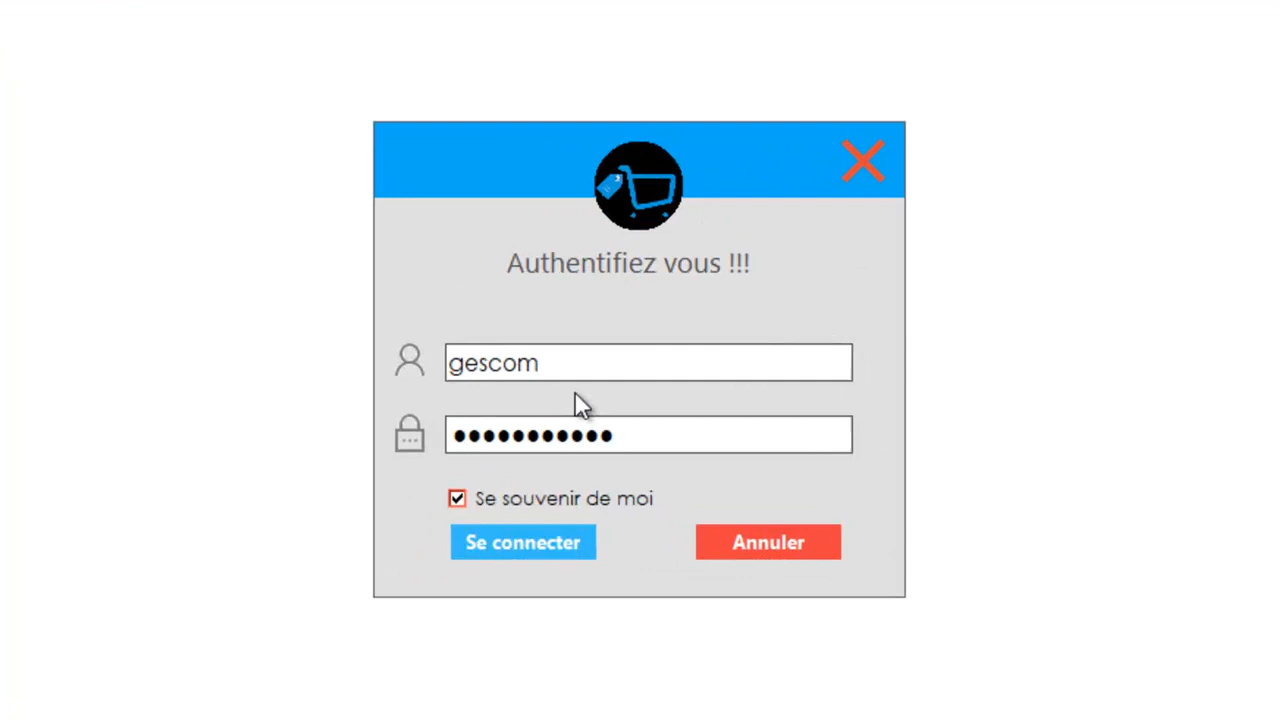 Authentifiez vous !!!
gescom
●●●●●●●●●●●
Se souvenir de moi
Se connecter
Annuler